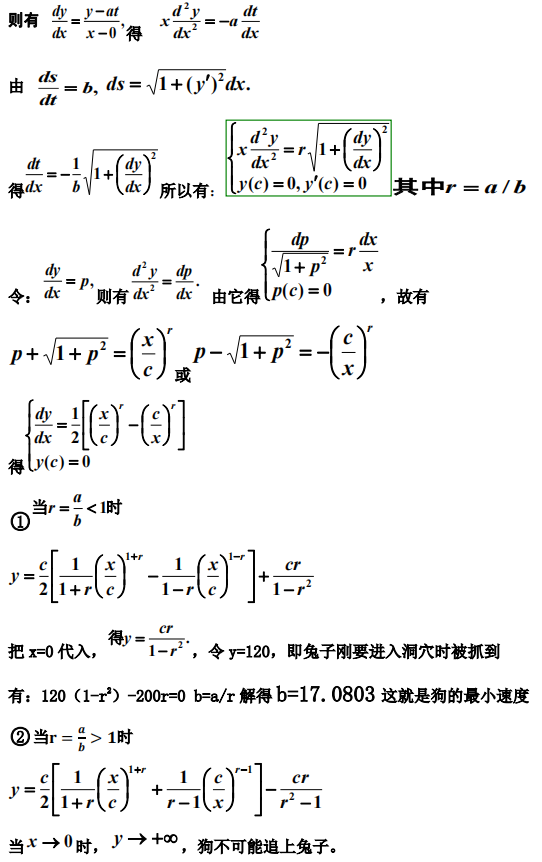 则有 $\frac{dy}{dx}=\frac{y-at}{x-0}$, 得 $x\frac{d^2y}{dx^2}=-a\frac{dt}{dx}$
由 $\frac{ds}{dt}=b,\ ds=\sqrt{1+(y')^2}dx.$
得 $\frac{dt}{dx}=-\frac{1}{b}\sqrt{1+\left(\frac{dy}{dx}\right)^2}$ 所以有: $\begin{cases}x\frac{d^2y}{dx^2}=r\sqrt{1+\left(\frac{dy}{dx}\right)^2}\\y(c)=0,y'(c)=0\end{cases}$ 其中 $r=a/b$
令: $\frac{dy}{dx}=p,$ 则有 $\frac{d^2y}{dx^2}=\frac{dp}{dx}.$ 由它得 $\begin{cases}\frac{dp}{\sqrt{1+p^2}}=r\frac{dx}{x}\\p(c)=0\end{cases}$ ,故有
$p+\sqrt{1+p^2}=\left(\frac{x}{c}\right)^r$ 或 $p-\sqrt{1+p^2}=-\left(\frac{c}{x}\right)^r$
得 $\begin{cases}\frac{dy}{dx}=\frac{1}{2}\left[\left(\frac{x}{c}\right)^r-\left(\frac{c}{x}\right)^r\right]\\y(c)=0\end{cases}$
① 当 $r=\frac{a}{b}<1$ 时
$y=\frac{c}{2}\left[\frac{1}{1+r}\left(\frac{x}{c}\right)^{1+r}-\frac{1}{1-r}\left(\frac{x}{c}\right)^{1-r}\right]+\frac{cr}{1-r^2}$
把 x=0 代入, 得 $y=\frac{cr}{1-r^2}.$ ,令 y=120,即兔子刚要进入洞穴时被抓到
有:120(1-r²)-200r=0 b=a/r 解得 b=17.0803 这就是狗的最小速度
② 当 $r=\frac{a}{b}>1$ 时
$y=\frac{c}{2}\left[\frac{1}{1+r}\left(\frac{x}{c}\right)^{1+r}+\frac{1}{r-1}\left(\frac{c}{x}\right)^{r-1}\right]-\frac{cr}{r^2-1}$
当 $x\to 0$ 时, $y\to+\infty$ ,狗不可能追上兔子。